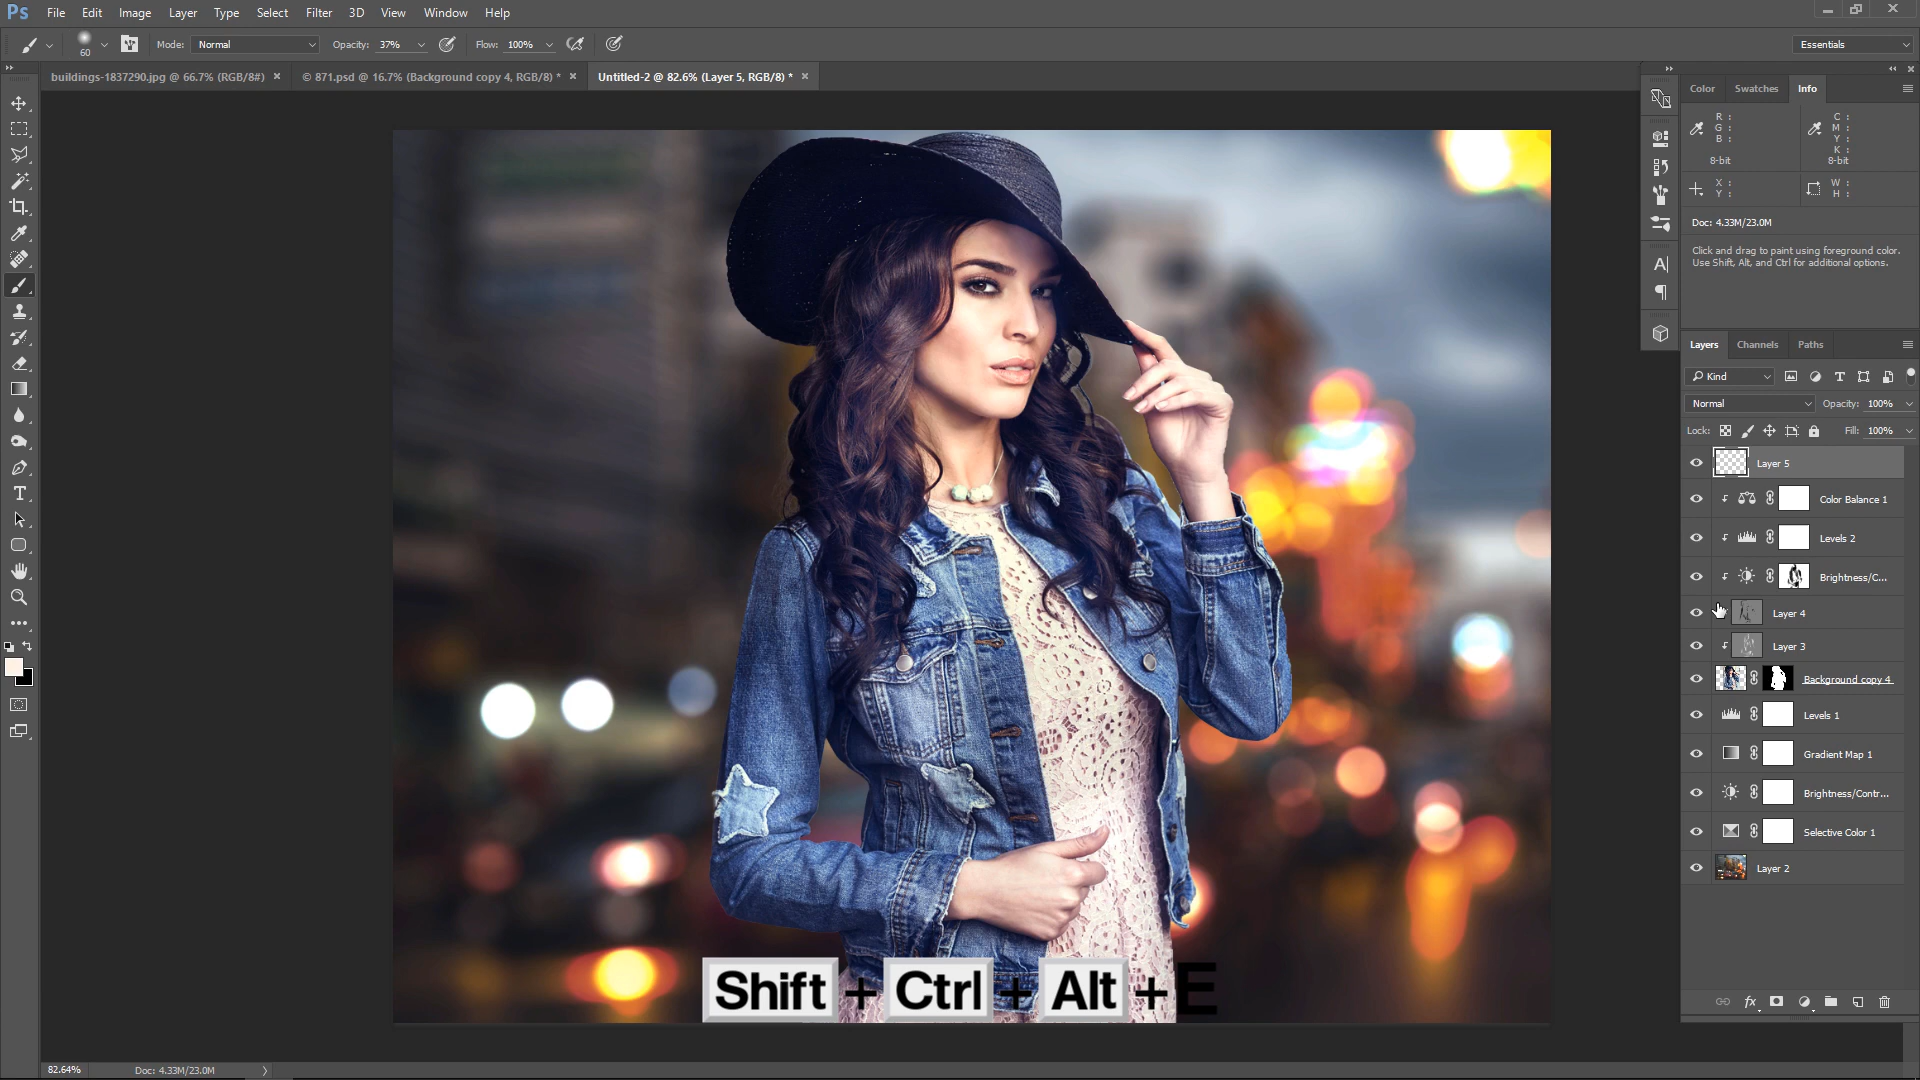 Ps File Edit Image Layer Type Select Filter 3D View Window Help
60 Mode: Normal Opacity: 37% Flow: 100% Essentials
buildings-1837290.jpg @ 66.7% (RGB/8#) × © 871.psd @ 16.7% (Background copy 4, RGB/8) * × Untitled-2 @ 82.6% (Layer 5, RGB/8) * ×
Color Swatches Info
R : C :
G : M :
B : Y :
K :
8-bit 8-bit
X : W :
Y : H :
Doc: 4.33M/23.0M
Click and drag to paint using foreground color.
Use Shift, Alt, and Ctrl for additional options.
Layers Channels Paths
Kind
Normal Opacity: 100%
Lock: Fill: 100%
Layer 5
Color Balance 1
Levels 2
Brightness/C...
Layer 4
Layer 3
Background copy 4
Levels 1
Gradient Map 1
Brightness/Contr...
Selective Color 1
Layer 2
Shift + Ctrl + Alt + E
fx
82.64% Doc: 4.33M/23.0M